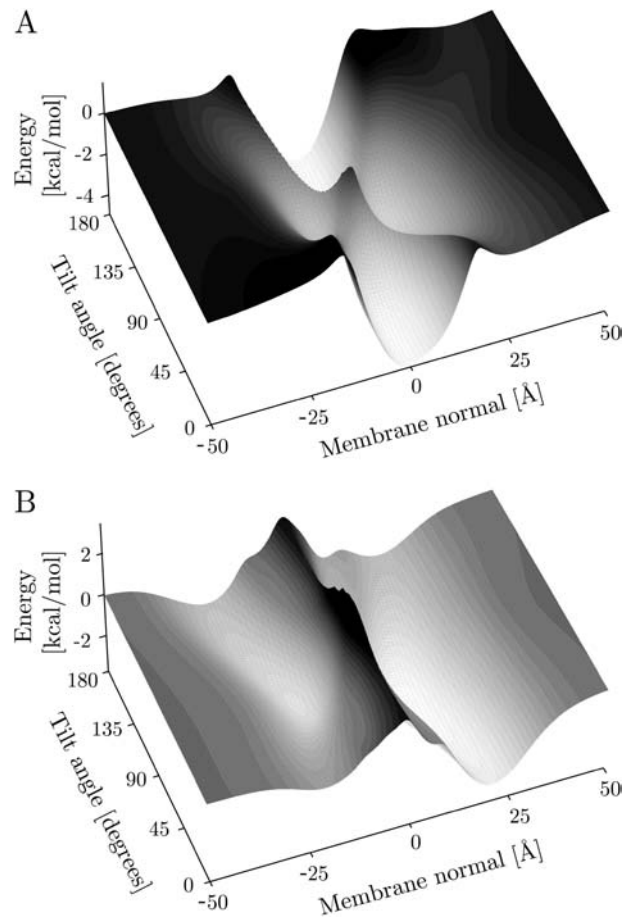 A
Energy
[kcal/mol]
0
-2
-4
180
135
90
45
0
Tilt angle [degrees]
-50
-25
0
25
50
Membrane normal [Å]
B
Energy
[kcal/mol]
2
0
-2
180
135
90
45
0
Tilt angle [degrees]
-50
-25
0
25
50
Membrane normal [Å]